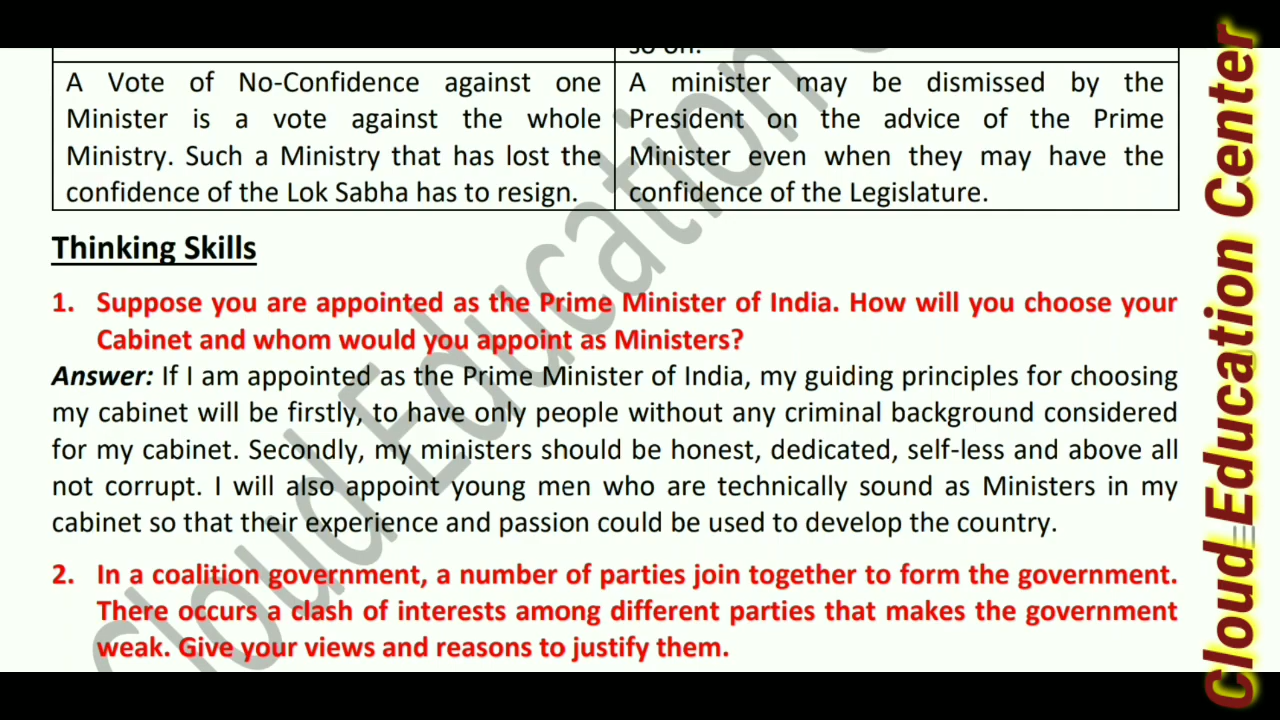 so on.
A Vote of No-Confidence against one
Minister is a vote against the whole
Ministry. Such a Ministry that has lost the
confidence of the Lok Sabha has to resign.
A minister may be dismissed by the
President on the advice of the Prime
Minister even when they may have the
confidence of the Legislature.
Thinking Skills
1. Suppose you are appointed as the Prime Minister of India. How will you choose your
Cabinet and whom would you appoint as Ministers?
Answer: If I am appointed as the Prime Minister of India, my guiding principles for choosing
my cabinet will be firstly, to have only people without any criminal background considered
for my cabinet. Secondly, my ministers should be honest, dedicated, self-less and above all
not corrupt. I will also appoint young men who are technically sound as Ministers in my
cabinet so that their experience and passion could be used to develop the country.
2. In a coalition government, a number of parties join together to form the government.
There occurs a clash of interests among different parties that makes the government
weak. Give your views and reasons to justify them.
Cloud Education Center
Cloud Education